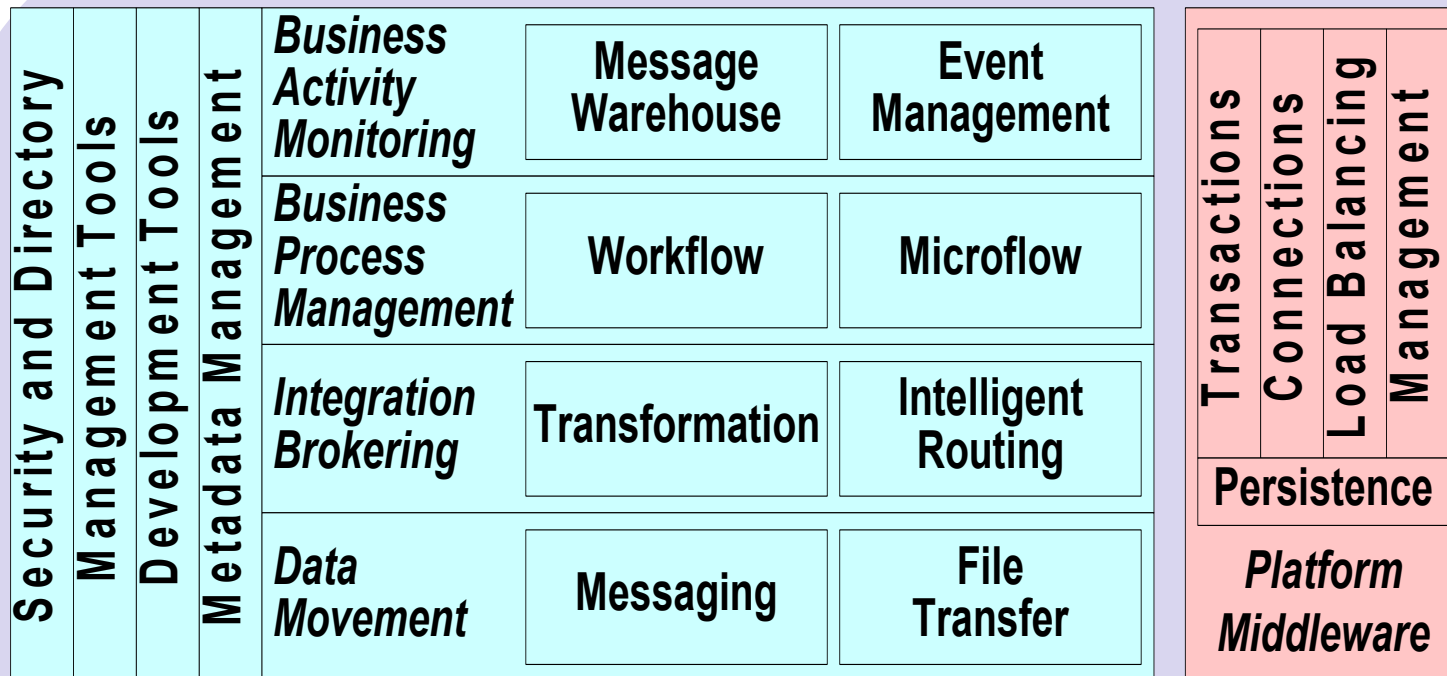 Security and Directory
Management Tools
Development Tools
Metadata Management
Business
Activity
Monitoring
Message
Warehouse
Event
Management
Business
Process
Management
Workflow
Microflow
Integration
Brokering
Transformation
Intelligent
Routing
Data
Movement
Messaging
File
Transfer
Transactions
Connections
Load Balancing
Management
Persistence
Platform
Middleware